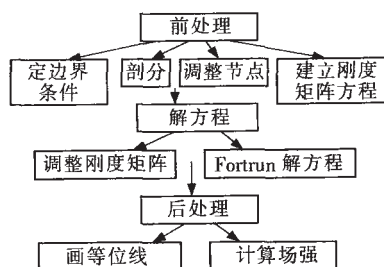 前处理
定边界
条件
剖分
调整节点
建立刚度
矩阵方程
解方程
调整刚度矩阵
Fortrun 解方程
后处理
画等位线
计算场强